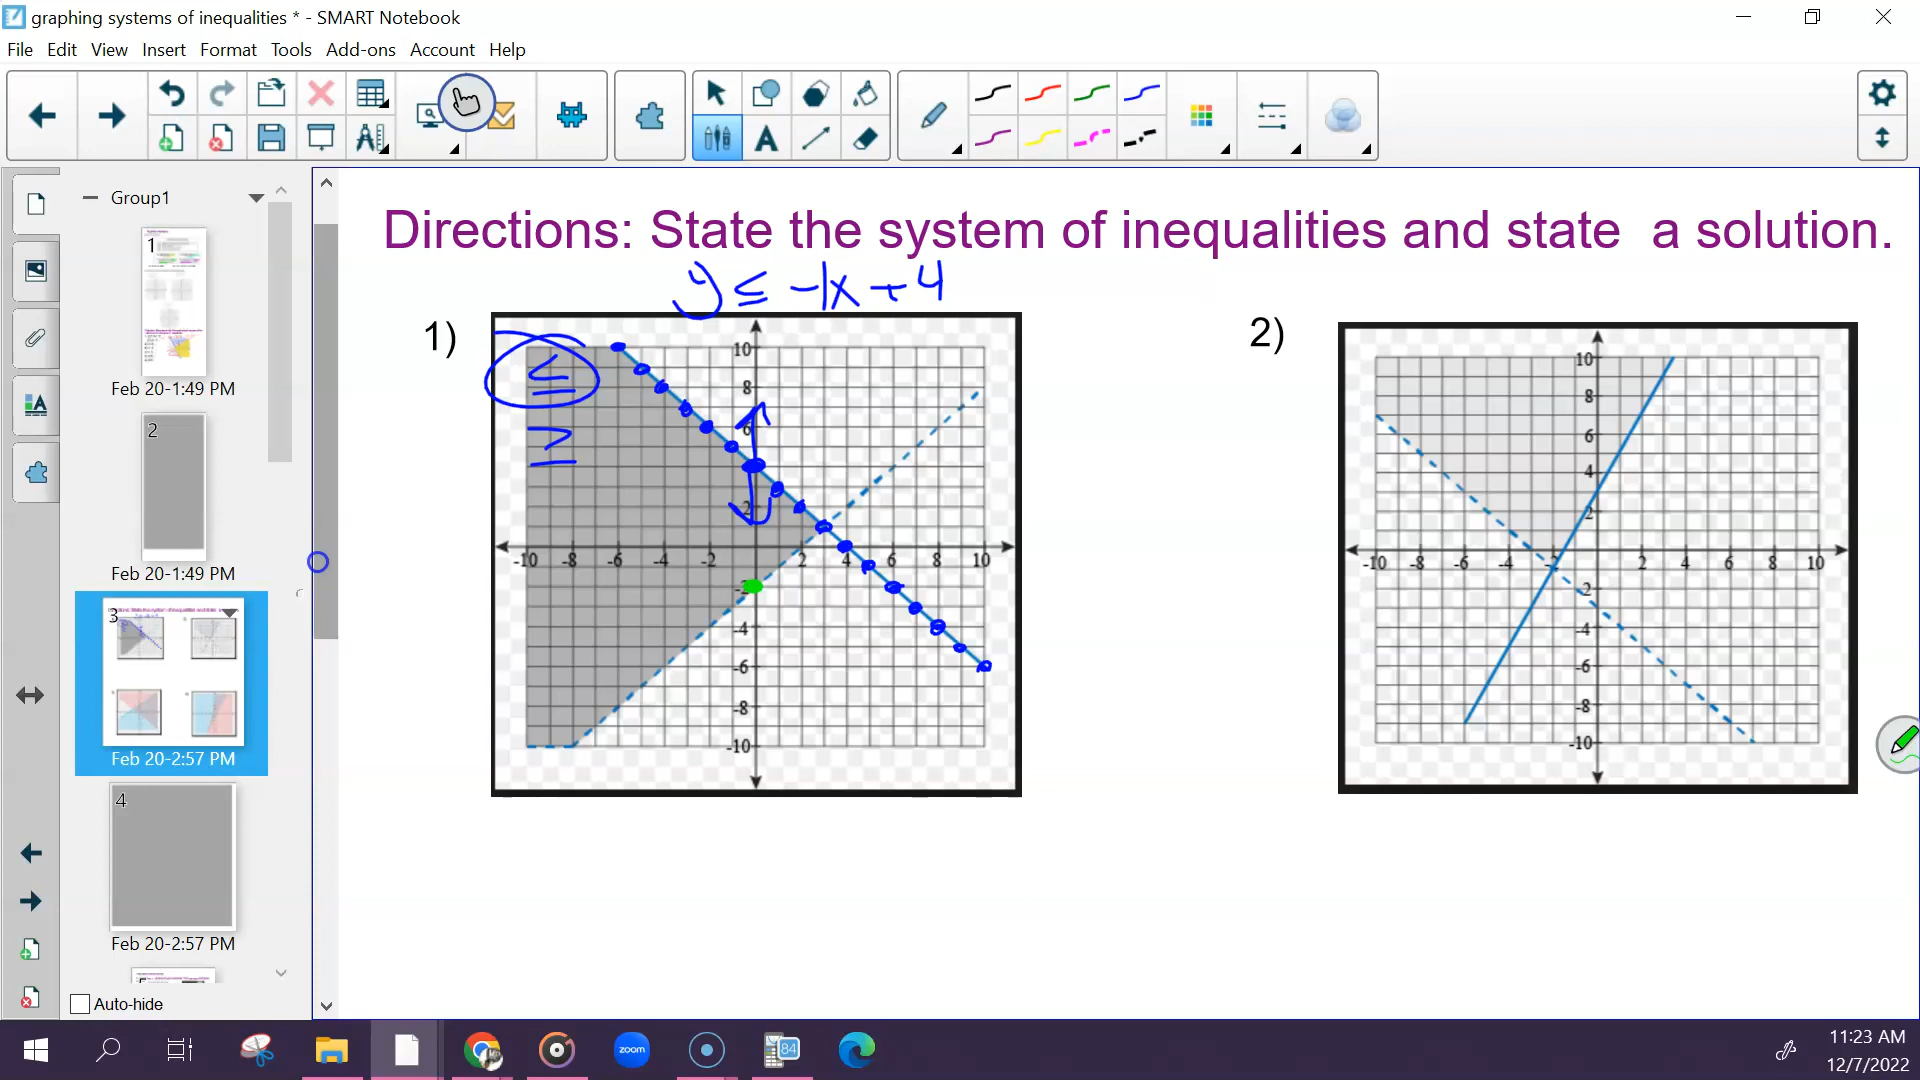 graphing systems of inequalities * - SMART Notebook
File Edit View Insert Format Tools Add-ons Account Help
Group1
1
Feb 20-1:49 PM
2
Feb 20-1:49 PM
3
Feb 20-2:57 PM
4
Feb 20-2:57 PM
Auto-hide
Directions: State the system of inequalities and state a solution.
y ≤ -1x + 4
1)
≤
≥
10
8
6
2
-10 -8 -6 -4 -2 2 4 6 8 10
-2
-4
-6
-8
-10
2)
10
8
6
4
2
-10 -8 -6 -4 -2 2 4 6 8 10
-2
-4
-6
-8
-10
zoom
84
11:23 AM
12/7/2022